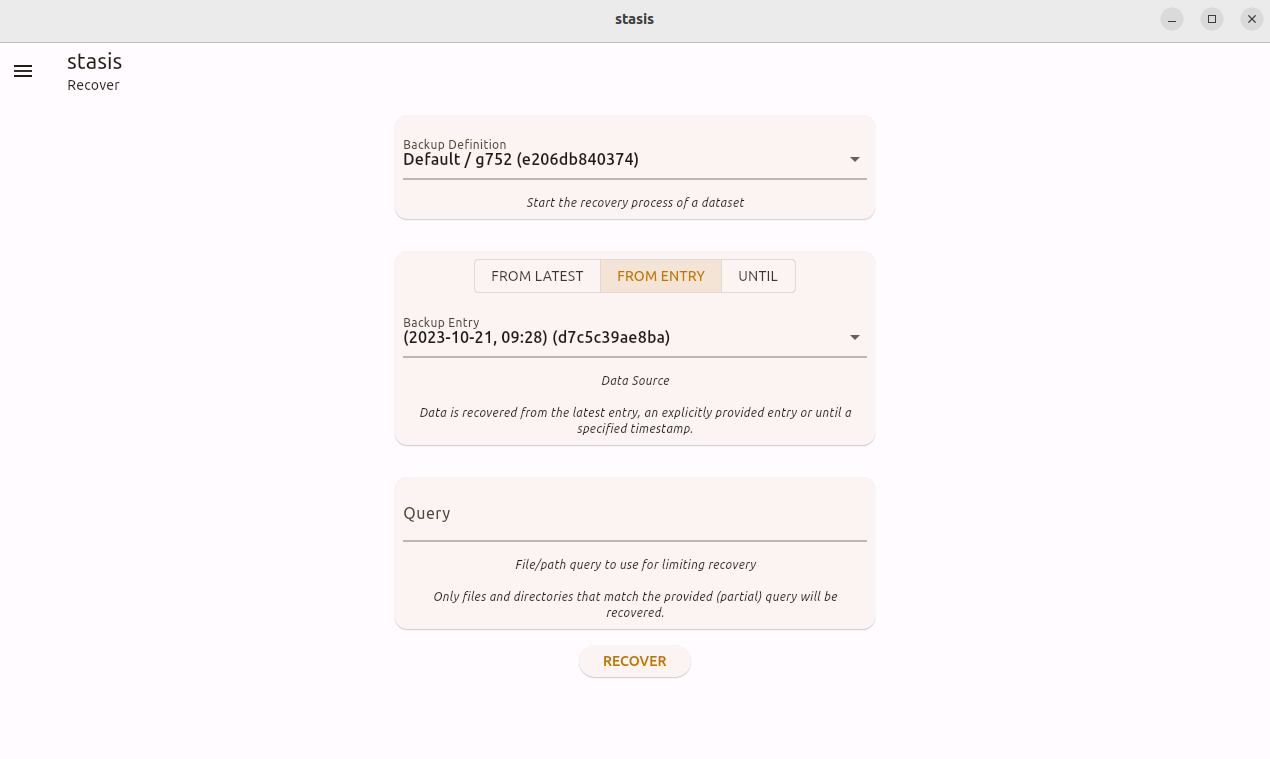 stasis
stasis
Recover
Backup Definition
Default / g752 (e206db840374)
Start the recovery process of a dataset
FROM LATEST
FROM ENTRY
UNTIL
Backup Entry
(2023-10-21, 09:28) (d7c5c39ae8ba)
Data Source
Data is recovered from the latest entry, an explicitly provided entry or until a
specified timestamp.
Query
File/path query to use for limiting recovery
Only files and directories that match the provided (partial) query will be
recovered.
RECOVER